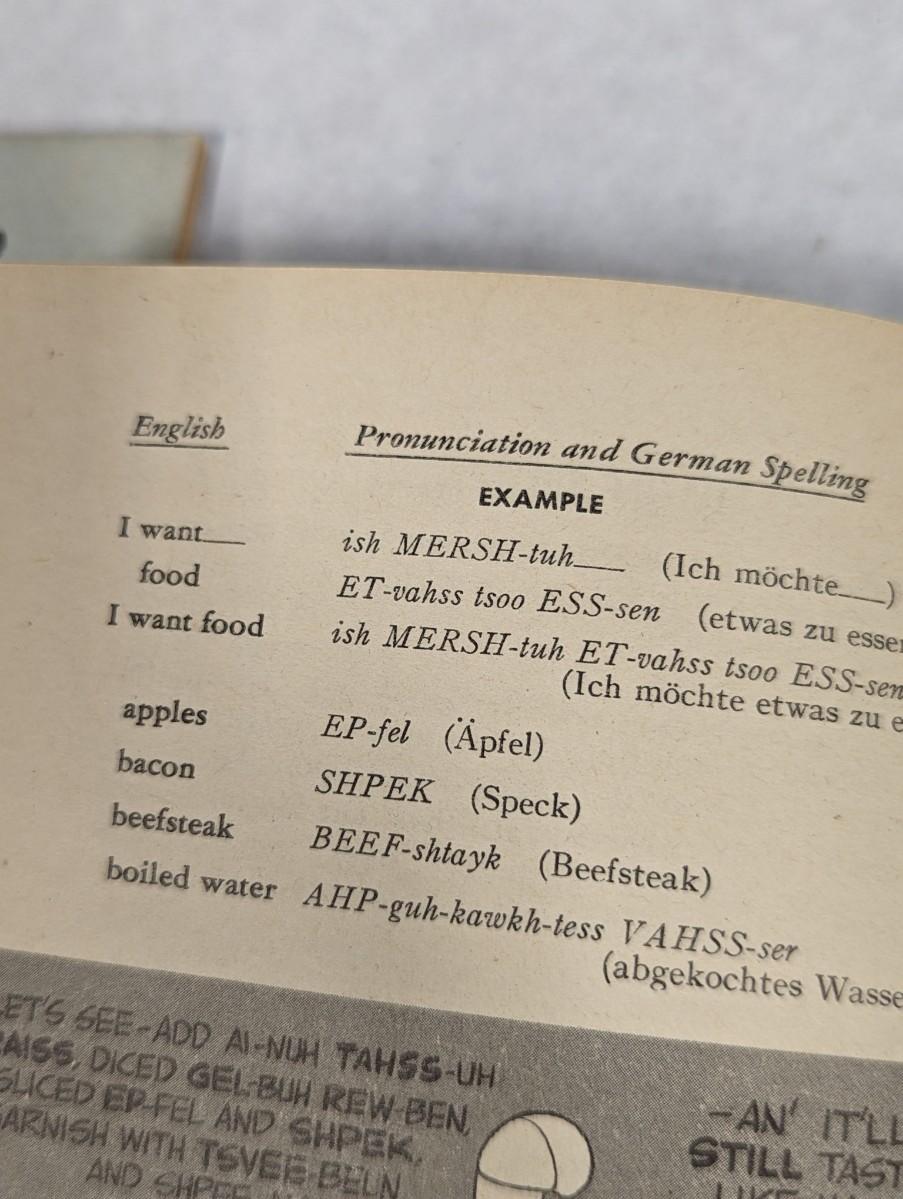 English Pronunciation and German Spelling
EXAMPLE
I want___ ish MERSH-tuh___ (Ich möchte___)
food ET-vahss tsoo ESS-sen (etwas zu esse
I want food ish MERSH-tuh ET-vahss tsoo ESS-sen
(Ich möchte etwas zu e
apples EP-fel (Äpfel)
bacon SHPEK (Speck)
beefsteak BEEF-shtayk (Beefsteak)
boiled water AHP-guh-kawkh-tess VAHSS-ser
(abgekochtes Wasse
LET'S SEE-ADD AI-NUH TAHSS-UH
RAISS, DICED GEL-BUH REW-BEN,
SLICED EP-FEL AND SHPEK.
GARNISH WITH TSVEE-BELN
AND
-AN' IT'LL
STILL TAST